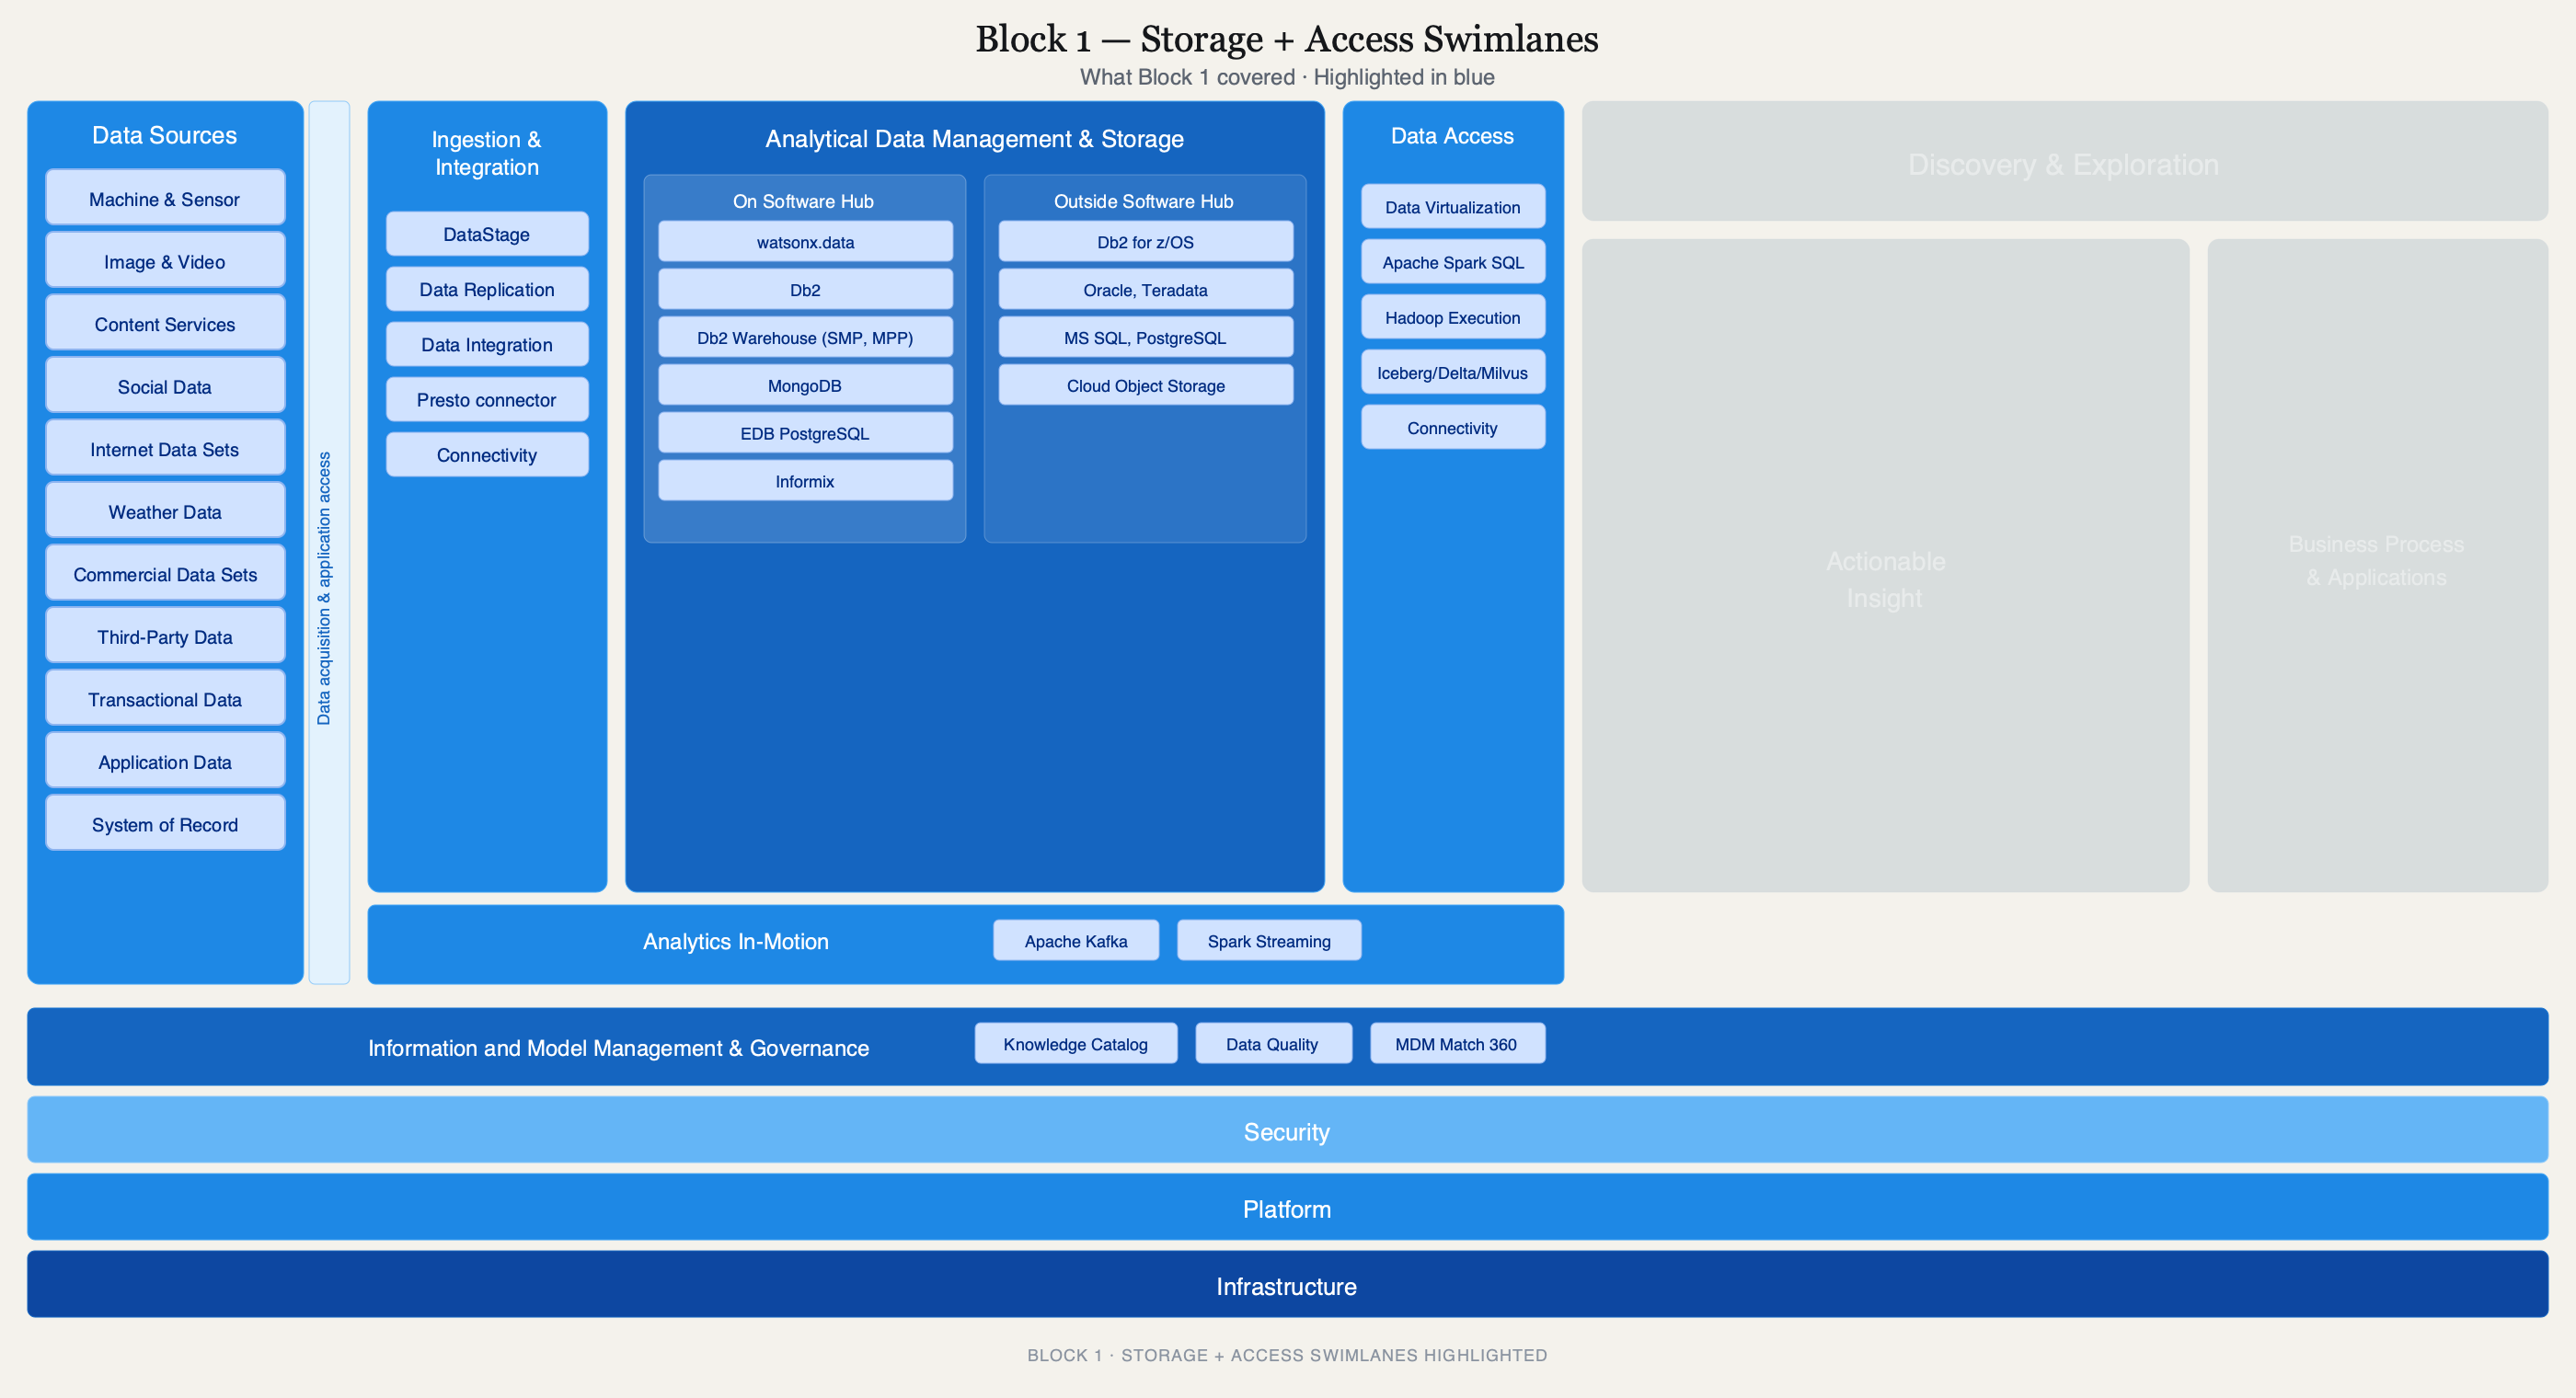 Block 1 — Storage + Access Swimlanes
What Block 1 covered · Highlighted in blue
Data Sources
Machine & Sensor
Image & Video
Content Services
Social Data
Internet Data Sets
Weather Data
Commercial Data Sets
Third-Party Data
Transactional Data
Application Data
System of Record
Data acquisition & application access
Ingestion &
Integration
DataStage
Data Replication
Data Integration
Presto connector
Connectivity
Analytical Data Management & Storage
On Software Hub
watsonx.data
Db2
Db2 Warehouse (SMP, MPP)
MongoDB
EDB PostgreSQL
Informix
Outside Software Hub
Db2 for z/OS
Oracle, Teradata
MS SQL, PostgreSQL
Cloud Object Storage
Data Access
Data Virtualization
Apache Spark SQL
Hadoop Execution
Iceberg/Delta/Milvus
Connectivity
Discovery & Exploration
Actionable
Insight
Business Process
& Applications
Analytics In-Motion
Apache Kafka
Spark Streaming
Information and Model Management & Governance
Knowledge Catalog
Data Quality
MDM Match 360
Security
Platform
Infrastructure
BLOCK 1 · STORAGE + ACCESS SWIMLANES HIGHLIGHTED